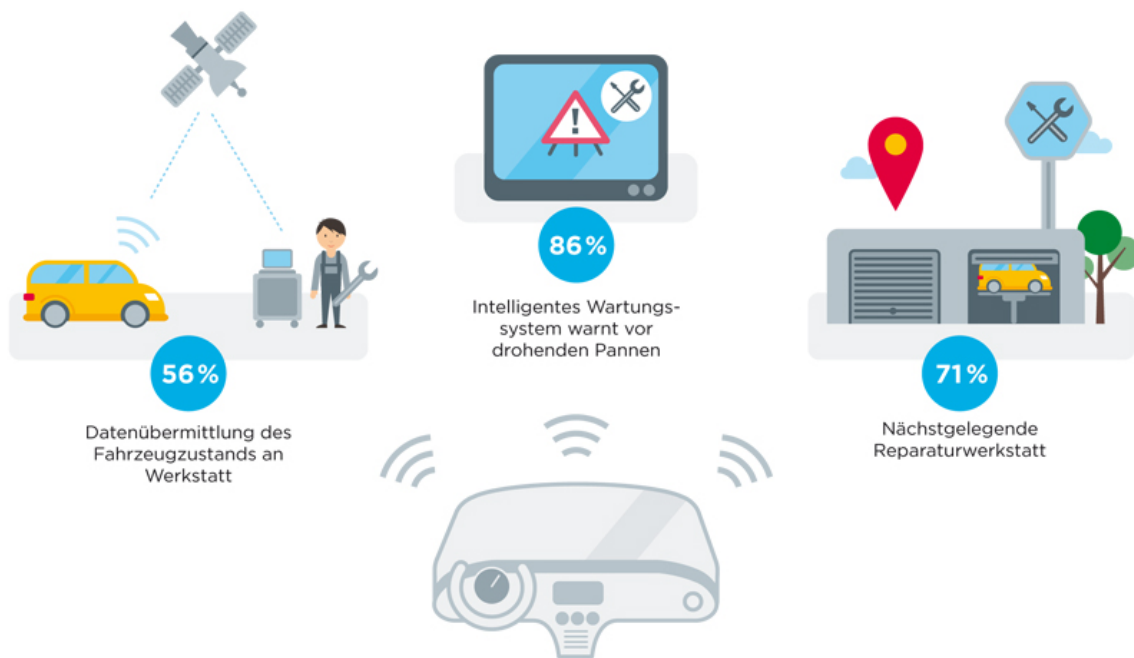 56%
Datenübermittlung des
Fahrzeugzustands an
Werkstatt
86%
Intelligentes Wartungs-
system warnt vor
drohenden Pannen
71%
Nächstgelegende
Reparaturwerkstatt